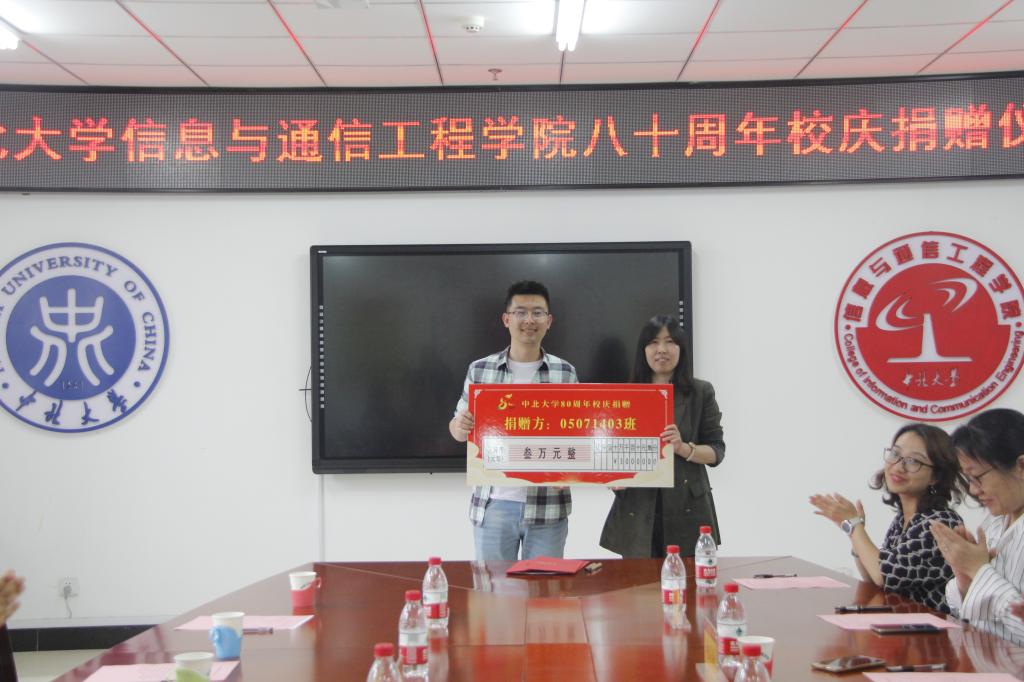 北大学信息与通信工程学院八十周年校庆捐赠仪
UNIVERSITY OF CHINA
1941
中北大学
信息与通信工程学院
College of Information and Communication Engineering
中北大学
中北大学80周年校庆捐赠
捐赠方：05071403班
叁万元整
¥3000000